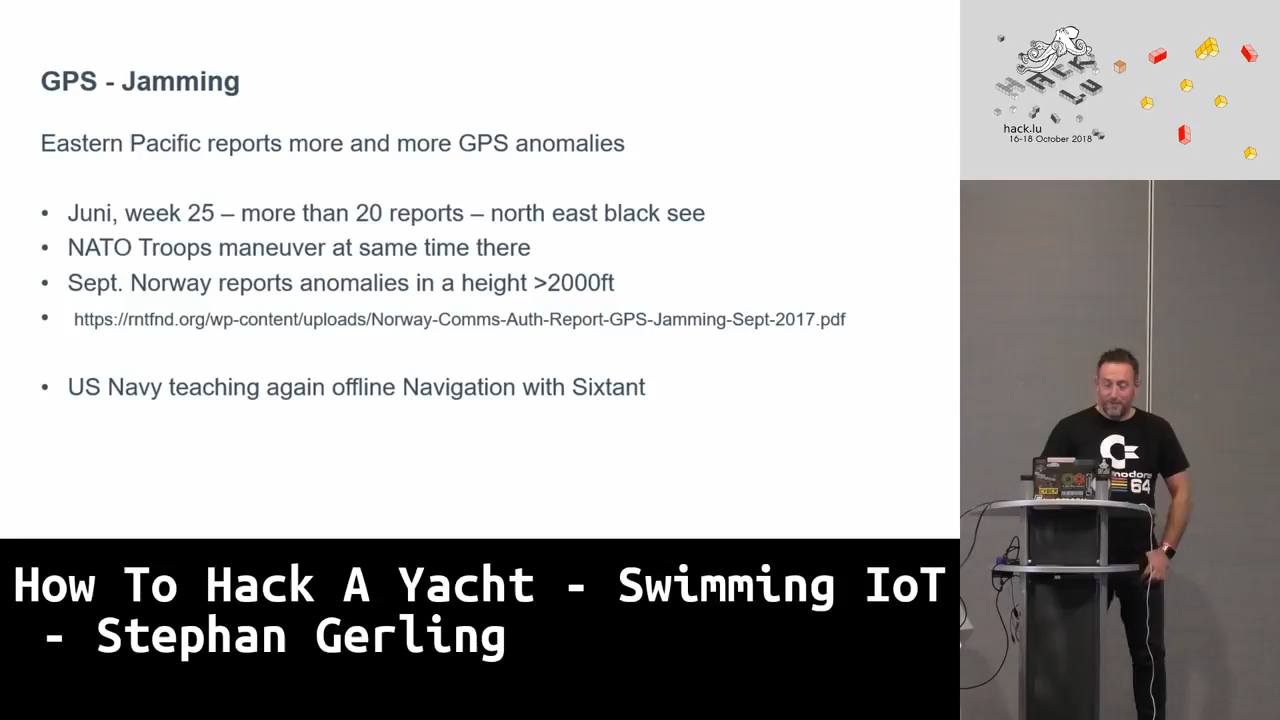 GPS - Jamming
Eastern Pacific reports more and more GPS anomalies
• Juni, week 25 – more than 20 reports – north east black see
• NATO Troops maneuver at same time there
• Sept. Norway reports anomalies in a height >2000ft
• https://rntfnd.org/wp-content/uploads/Norway-Comms-Auth-Report-GPS-Jamming-Sept-2017.pdf
• US Navy teaching again offline Navigation with Sixtant
HACK
LU
hack.lu
16-18 October 2018
64
How To Hack A Yacht - Swimming IoT
- Stephan Gerling